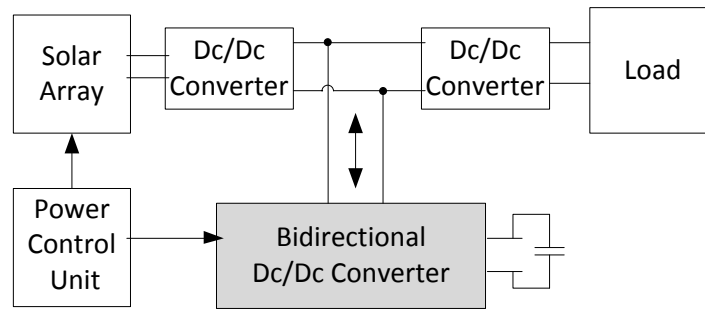 Solar
Array
Dc/Dc
Converter
Dc/Dc
Converter
Load
Power
Control
Unit
Bidirectional
Dc/Dc Converter